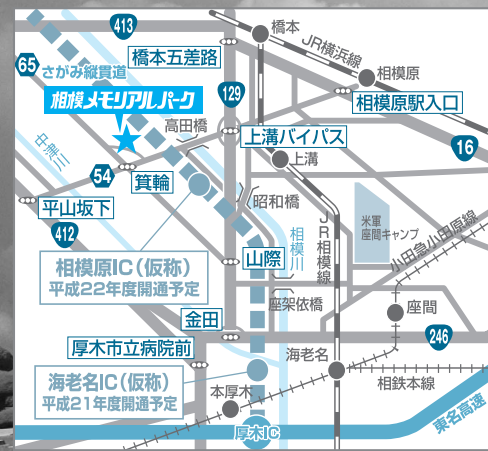 413
橋本
JR横浜線
橋本五差路
65
さがみ縦貫道
相模原
相模メモリアルパーク
129
相模原駅入口
高田橋
上溝バイパス
16
中津川
上溝
54
箕輪
昭和橋
平山坂下
米軍
座間キャンプ
412
相模川
JR相模線
小田急小田原線
山際
相模原IC(仮称)
平成22年度開通予定
座架依橋
金田
座間
246
厚木市立病院前
海老名
海老名IC(仮称)
平成21年度開通予定
本厚木
相鉄本線
東名高速
厚木IC